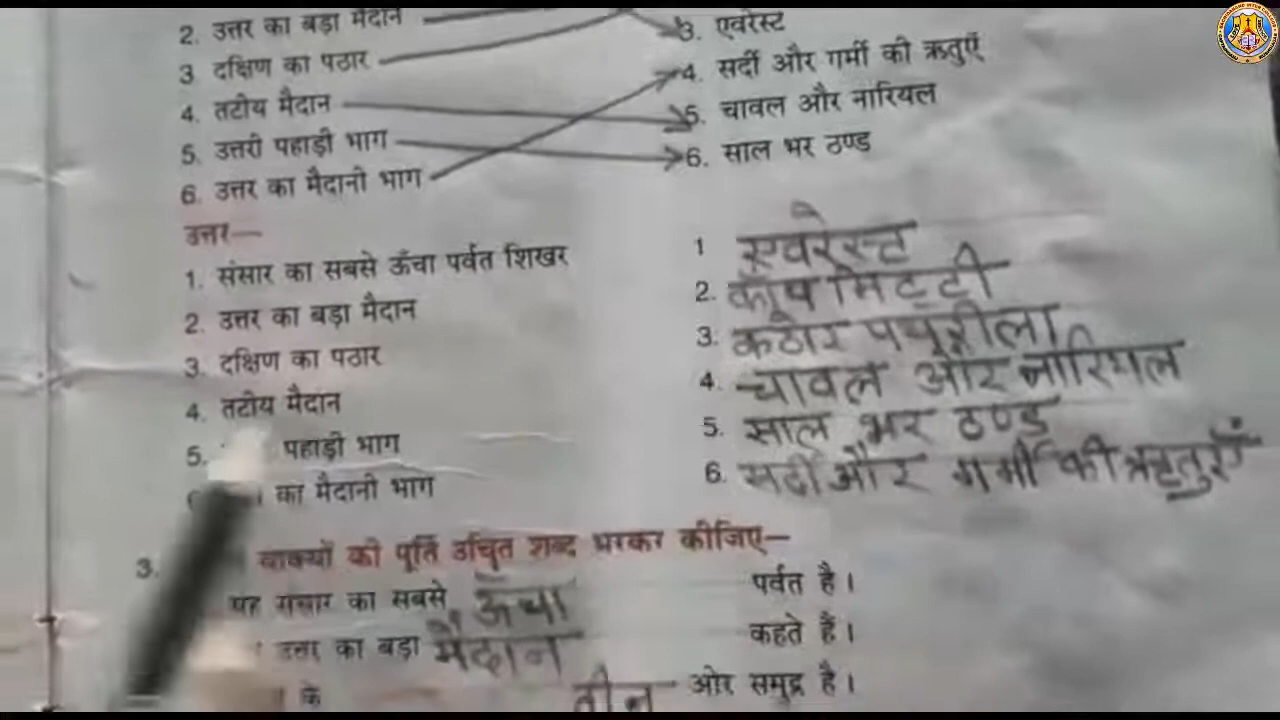 2. उत्तर का बड़ा मैदान
3. एवरेस्ट
3 दक्षिण का पठार
4. सर्दी और गर्मी की ऋतुएँ
4. तटीय मैदान
5. चावल और नारियल
5. उत्तरी पहाड़ी भाग
6. साल भर ठण्ड
6. उत्तर का मैदानी भाग
उत्तर—
1. संसार का सबसे ऊँचा पर्वत शिखर
1 एवरेस्ट
2. उत्तर का बड़ा मैदान
2. काँप मिट्टी
3. दक्षिण का पठार
3. कठोर पथरीला
4. तटीय मैदान
4. चावल और नारियल
5. पहाड़ी भाग
5. साल भर ठण्ड
का मैदानी भाग
6. सर्दी और गर्मी की ऋतुएँ
3. वाक्यों की पूर्ति उचित शब्द भरकर कीजिए—
यह संसार का सबसे ऊँचा पर्वत है।
उत्तर का बड़ा मैदान कहते हैं।
के तीन ओर समुद्र है।